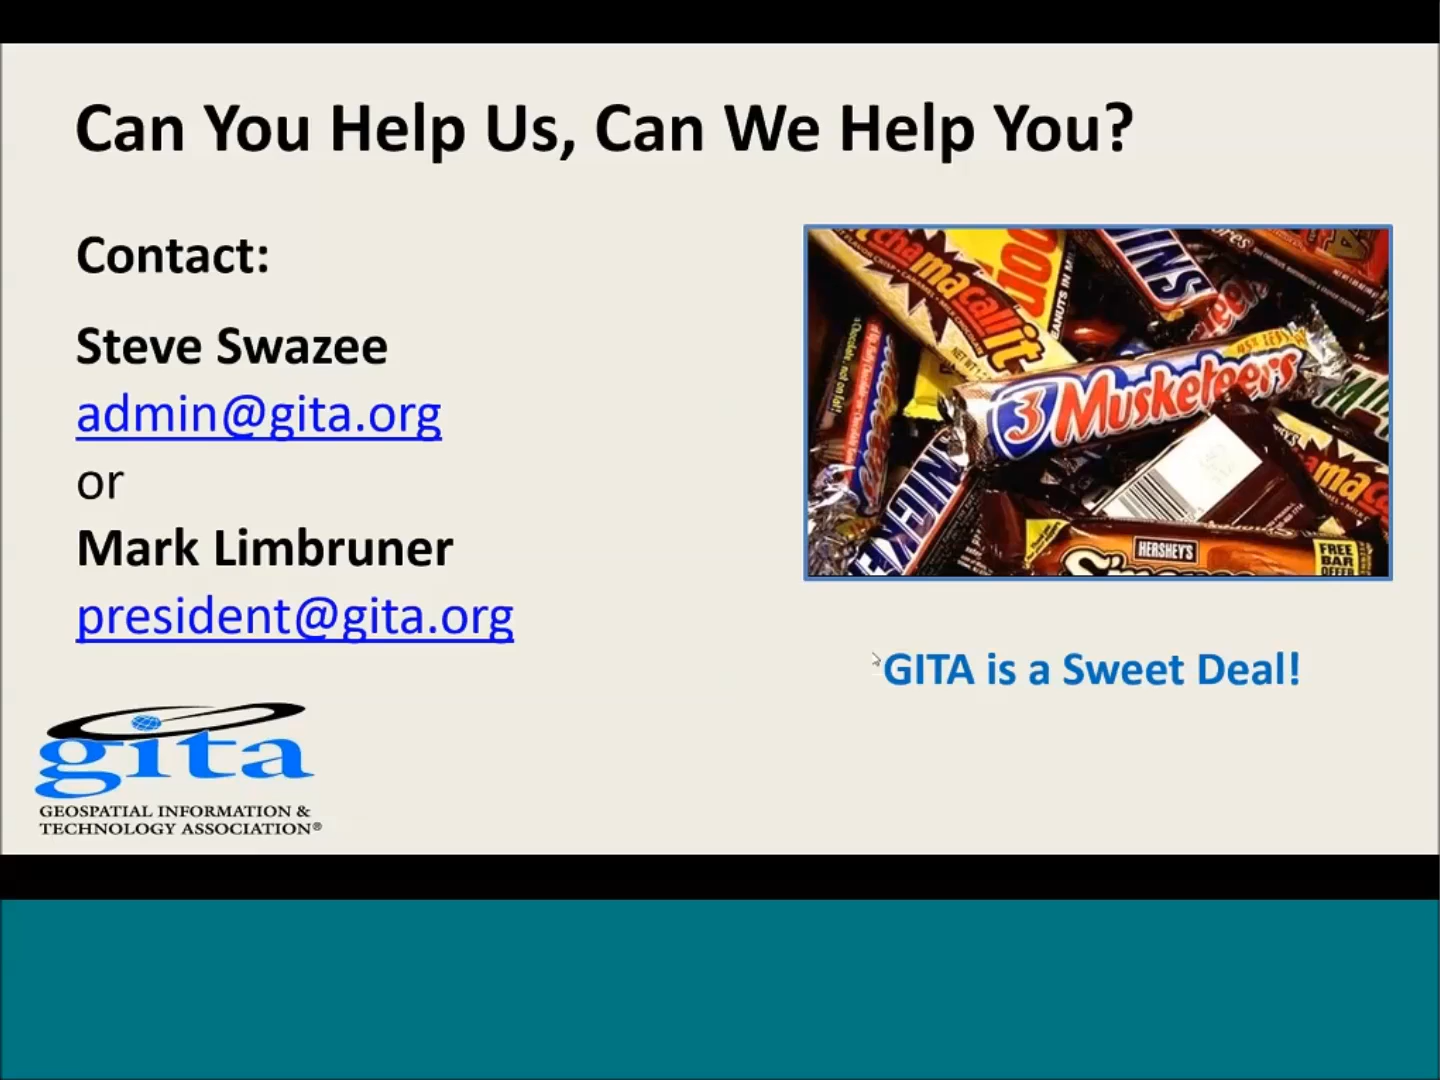 Can You Help Us, Can We Help You?
Contact:
Steve Swazee
admin@gita.org
or
Mark Limbruner
president@gita.org
gita
GEOSPATIAL INFORMATION &
TECHNOLOGY ASSOCIATION®
chamacallit
3 Musketeers
HERSHEY'S
FREE
BAR
OFFER
GITA is a Sweet Deal!